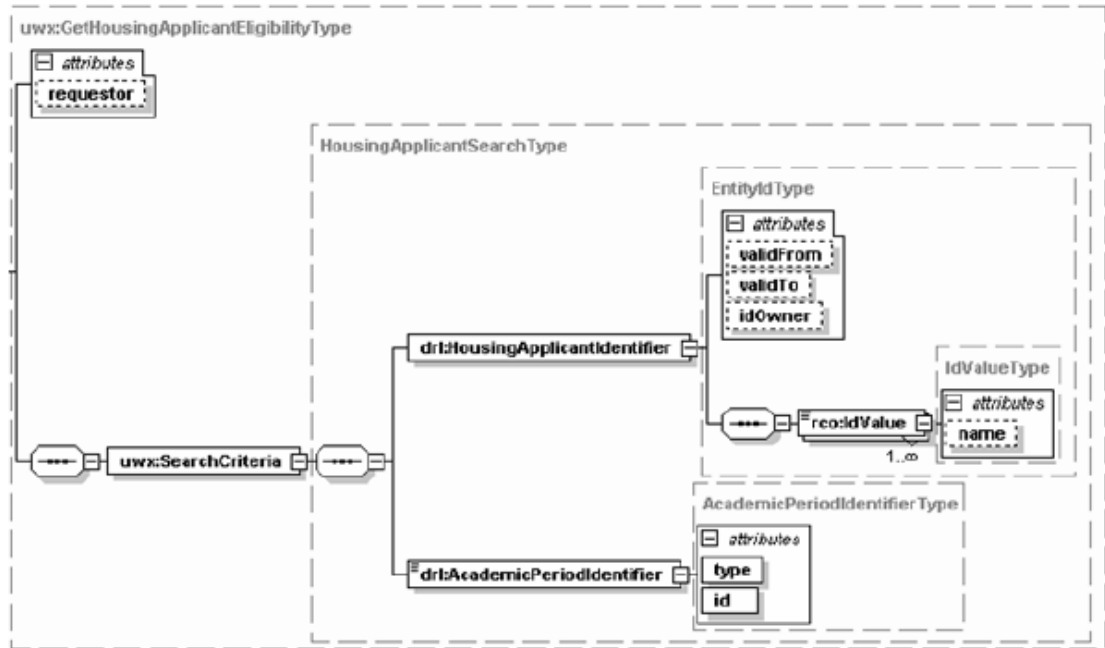 uwx:GetHousingApplicantEligibilityType
attributes
requestor
HousingApplicantSearchType
EntityIdType
attributes
validFrom
validTo
idOwner
drl:HousingApplicantIdentifier
IdValueType
attributes
name
rco:IdValue
1..∞
uwx:SearchCriteria
AcademicPeriodIdentifierType
attributes
type
id
drl:AcademicPeriodIdentifier